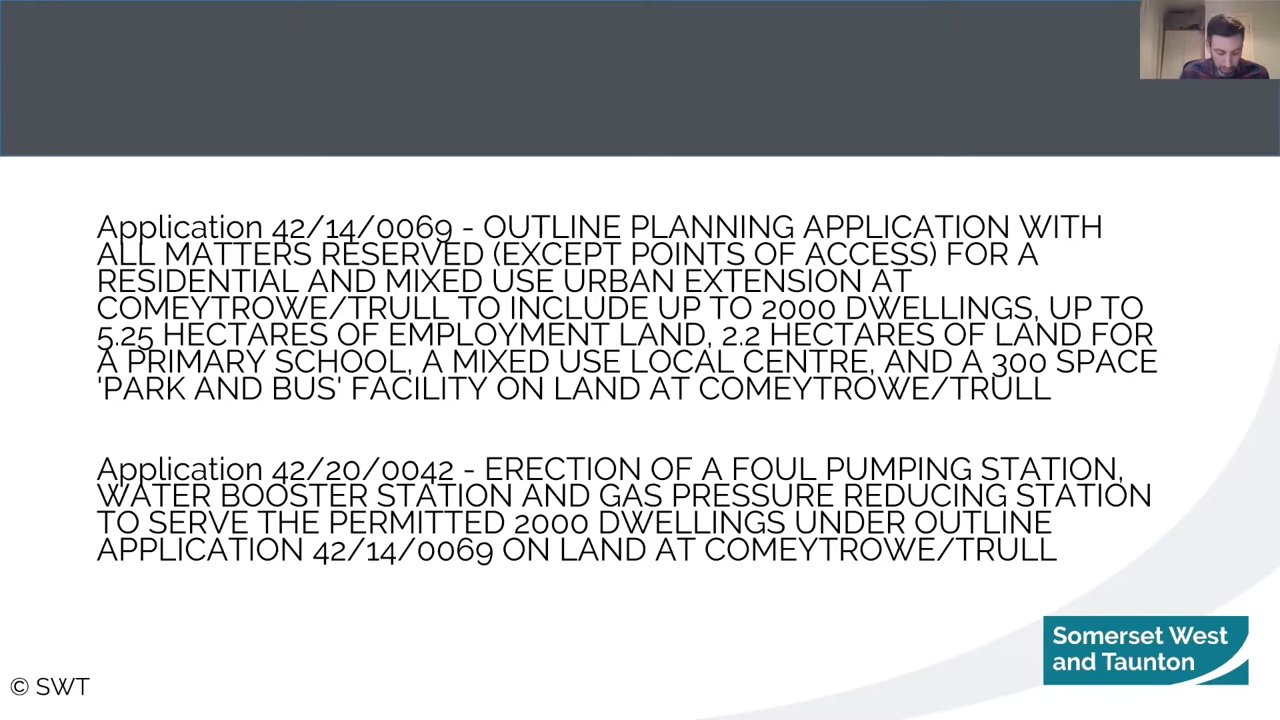 Application 42/14/0069 - OUTLINE PLANNING APPLICATION WITH
ALL MATTERS RESERVED (EXCEPT POINTS OF ACCESS) FOR A
RESIDENTIAL AND MIXED USE URBAN EXTENSION AT
COMEYTROWE/TRULL TO INCLUDE UP TO 2000 DWELLINGS, UP TO
5.25 HECTARES OF EMPLOYMENT LAND, 2.2 HECTARES OF LAND FOR
A PRIMARY SCHOOL, A MIXED USE LOCAL CENTRE, AND A 300 SPACE
'PARK AND BUS' FACILITY ON LAND AT COMEYTROWE/TRULL
Application 42/20/0042 - ERECTION OF A FOUL PUMPING STATION,
WATER BOOSTER STATION AND GAS PRESSURE REDUCING STATION
TO SERVE THE PERMITTED 2000 DWELLINGS UNDER OUTLINE
APPLICATION 42/14/0069 ON LAND AT COMEYTROWE/TRULL
Somerset West
and Taunton
© SWT